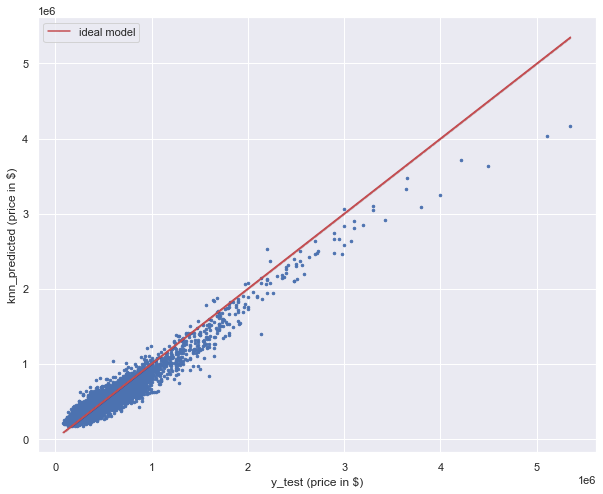 1e6
ideal model
5
4
3
2
1
0
knn_predicted (price in $)
0
1
2
3
4
5
y_test (price in $)
1e6